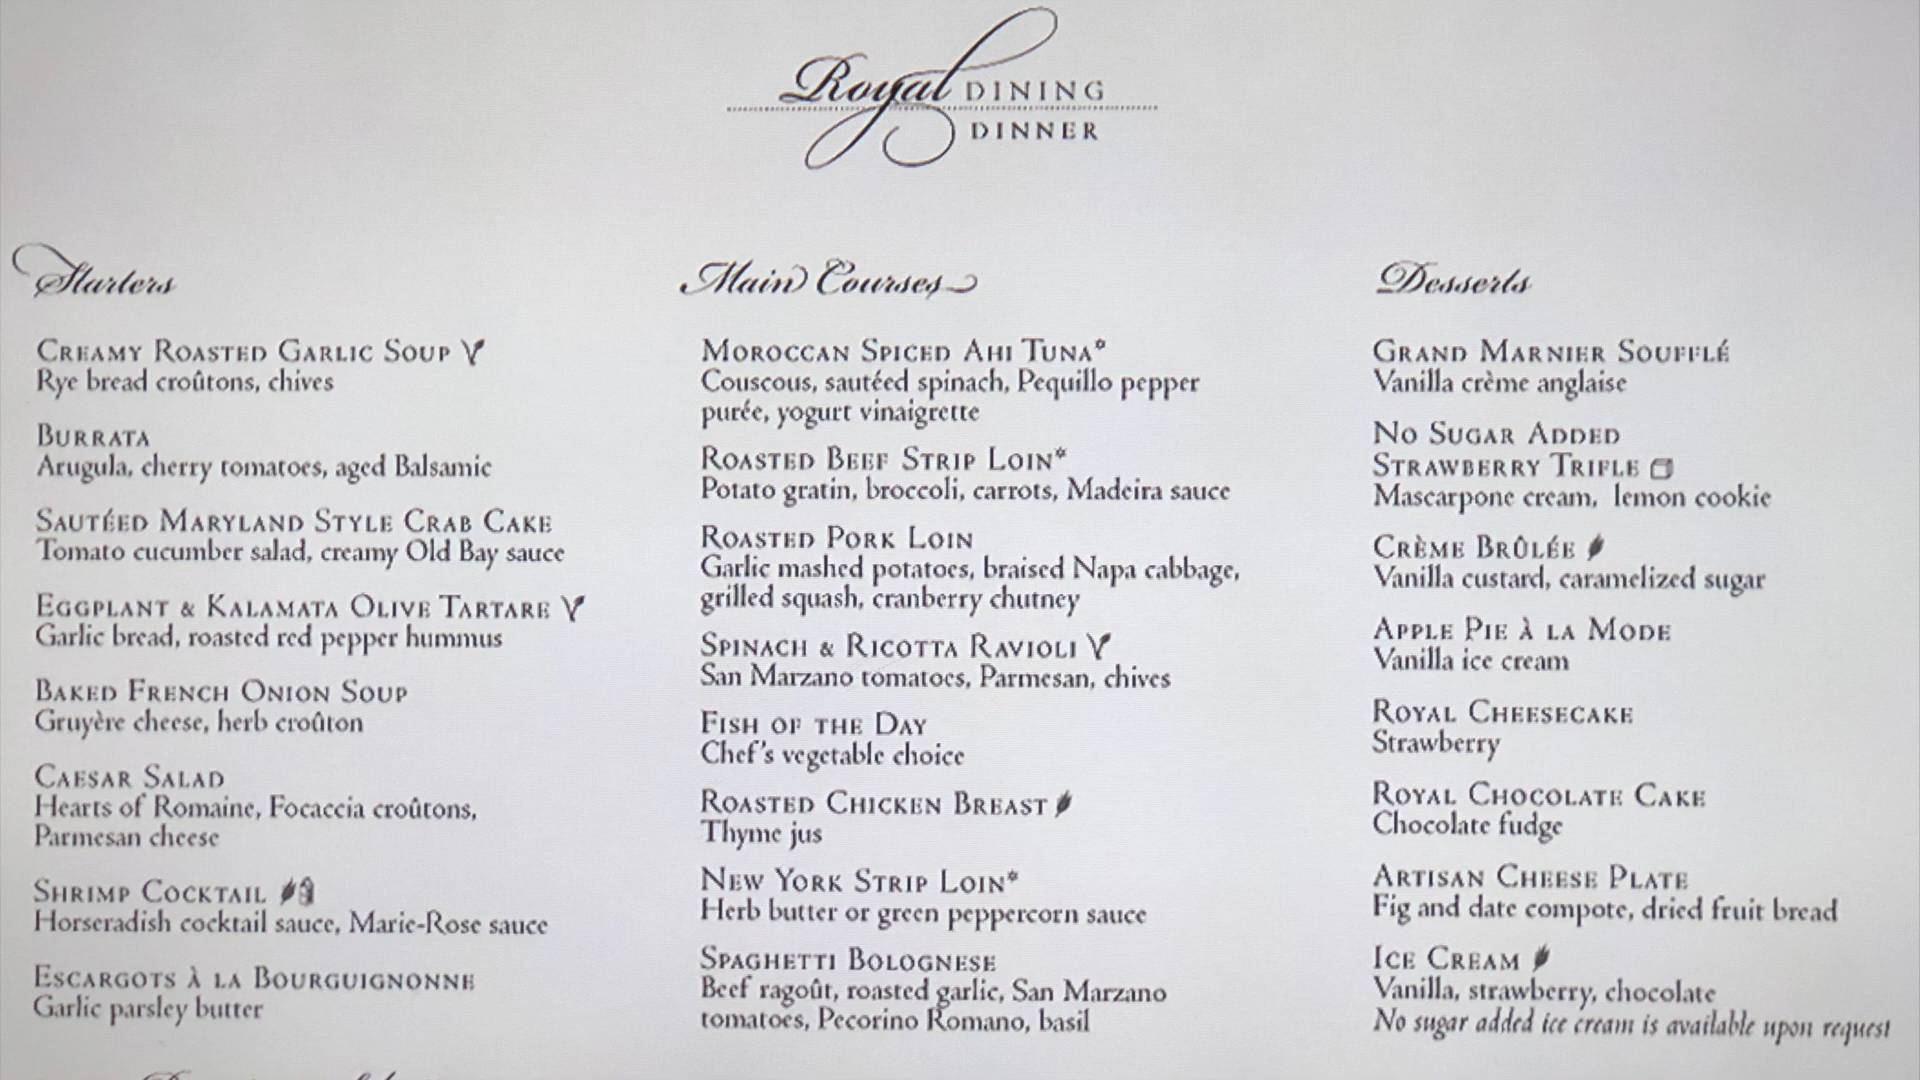 Royal DINING
DINNER
Starters
CREAMY ROASTED GARLIC SOUP
Rye bread croûtons, chives
BURRATA
Arugula, cherry tomatoes, aged Balsamic
SAUTÉED MARYLAND STYLE CRAB CAKE
Tomato cucumber salad, creamy Old Bay sauce
EGGPLANT & KALAMATA OLIVE TARTARE
Garlic bread, roasted red pepper hummus
BAKED FRENCH ONION SOUP
Gruyère cheese, herb croûton
CAESAR SALAD
Hearts of Romaine, Focaccia croûtons,
Parmesan cheese
SHRIMP COCKTAIL
Horseradish cocktail sauce, Marie-Rose sauce
ESCARGOTS À LA BOURGUIGNONNE
Garlic parsley butter
Main Courses
MOROCCAN SPICED AHI TUNA*
Couscous, sautéed spinach, Pequillo pepper
purée, yogurt vinaigrette
ROASTED BEEF STRIP LOIN*
Potato gratin, broccoli, carrots, Madeira sauce
ROASTED PORK LOIN
Garlic mashed potatoes, braised Napa cabbage,
grilled squash, cranberry chutney
SPINACH & RICOTTA RAVIOLI
San Marzano tomatoes, Parmesan, chives
FISH OF THE DAY
Chef's vegetable choice
ROASTED CHICKEN BREAST
Thyme jus
NEW YORK STRIP LOIN*
Herb butter or green peppercorn sauce
SPAGHETTI BOLOGNESE
Beef ragoût, roasted garlic, San Marzano
tomatoes, Pecorino Romano, basil
Desserts
GRAND MARNIER SOUFFLÉ
Vanilla crème anglaise
NO SUGAR ADDED
STRAWBERRY TRIFLE
Mascarpone cream, lemon cookie
CRÈME BRÛLÉE
Vanilla custard, caramelized sugar
APPLE PIE À LA MODE
Vanilla ice cream
ROYAL CHEESECAKE
Strawberry
ROYAL CHOCOLATE CAKE
Chocolate fudge
ARTISAN CHEESE PLATE
Fig and date compote, dried fruit bread
ICE CREAM
Vanilla, strawberry, chocolate
No sugar added ice cream is available upon request